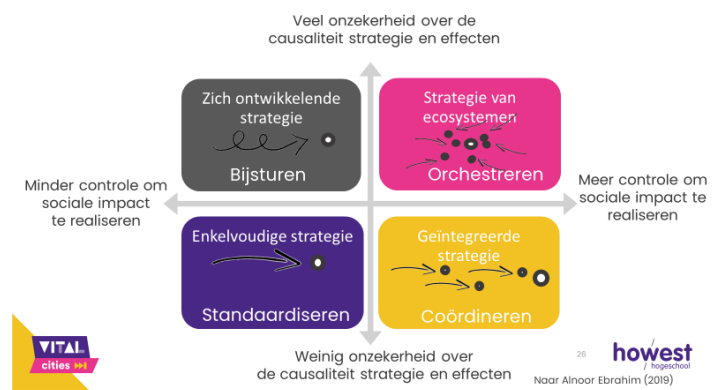 Veel onzekerheid over de
causaliteit strategie en effecten
Zich ontwikkelende
strategie
Bijsturen
Strategie van
ecosystemen
Orchestreren
Minder controle om
sociale impact
te realiseren
Meer controle om
sociale impact te
realiseren
Enkelvoudige strategie
Standaardiseren
Geïntegreerde
strategie
Coördineren
VITAL
cities
Weinig onzekerheid over
de causaliteit strategie en effecten
26
howest
hogeschool
Naar Alnoor Ebrahim (2019)